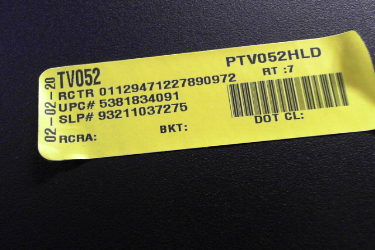 02-02-20
TV052
PTV052HLD
RCTR 01129471227890972
RT :7
UPC# 5381834091
SLP# 93211037275
DOT CL:
RCRA:
BKT: